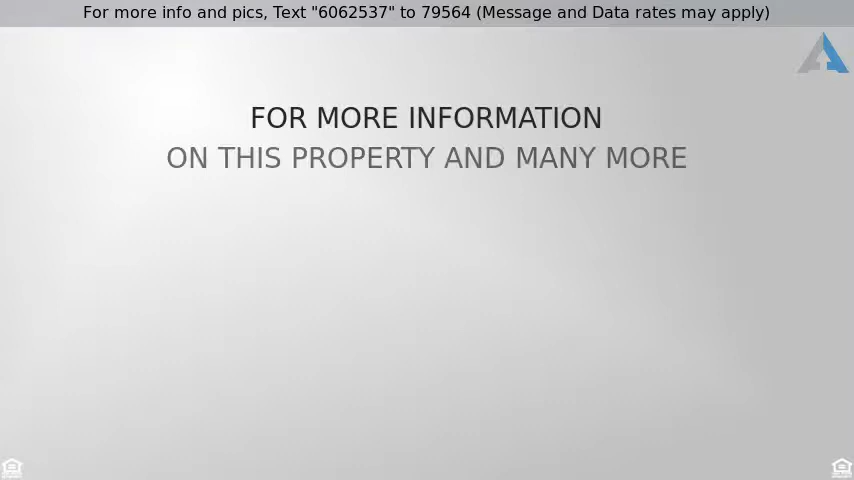 For more info and pics, Text "6062537" to 79564 (Message and Data rates may apply)
FOR MORE INFORMATION
ON THIS PROPERTY AND MANY MORE